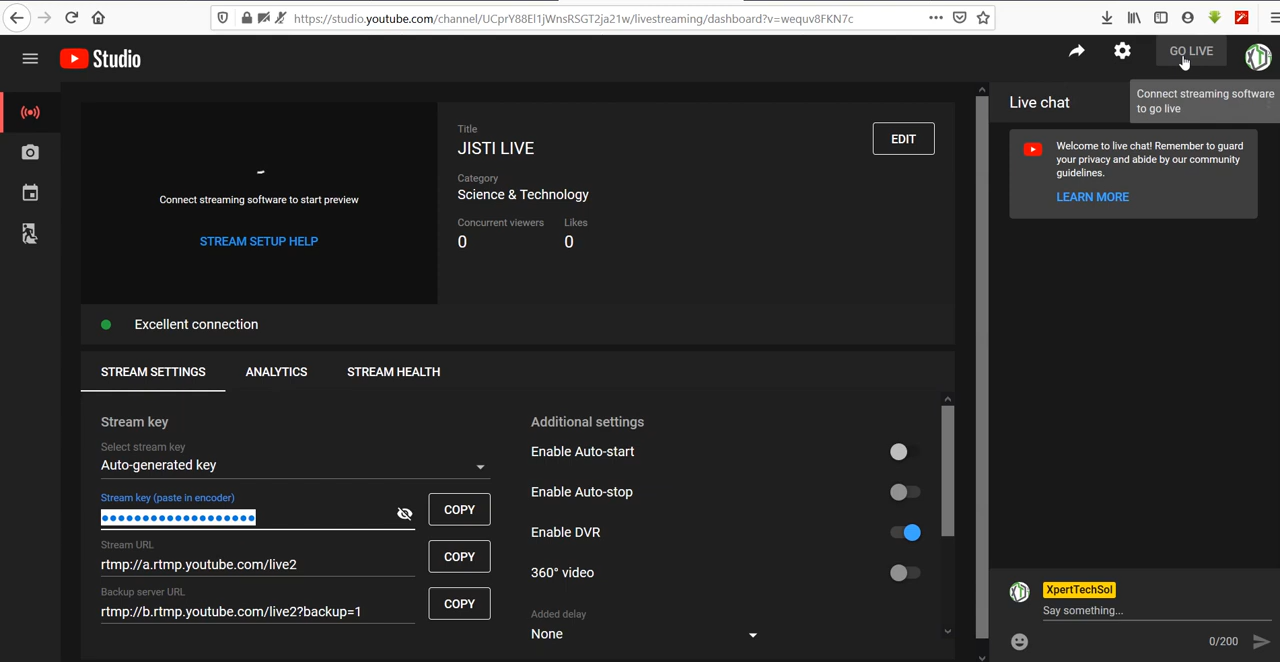 https://studio.youtube.com/channel/UCprY88El1jWnsRSGT2ja21w/livestreaming/dashboard?v=wequv8FKN7c
Studio
GO LIVE
Connect streaming software
to go live
Live chat
Welcome to live chat! Remember to guard
your privacy and abide by our community
guidelines.
LEARN MORE
Connect streaming software to start preview
STREAM SETUP HELP
Title
JISTI LIVE
EDIT
Category
Science & Technology
Concurrent viewers Likes
0 0
Excellent connection
STREAM SETTINGS ANALYTICS STREAM HEALTH
Stream key
Select stream key
Auto-generated key
Stream key (paste in encoder)
COPY
Stream URL
rtmp://a.rtmp.youtube.com/live2
COPY
Backup server URL
rtmp://b.rtmp.youtube.com/live2?backup=1
COPY
Additional settings
Enable Auto-start
Enable Auto-stop
Enable DVR
360° video
Added delay
None
XpertTechSol
Say something...
0/200